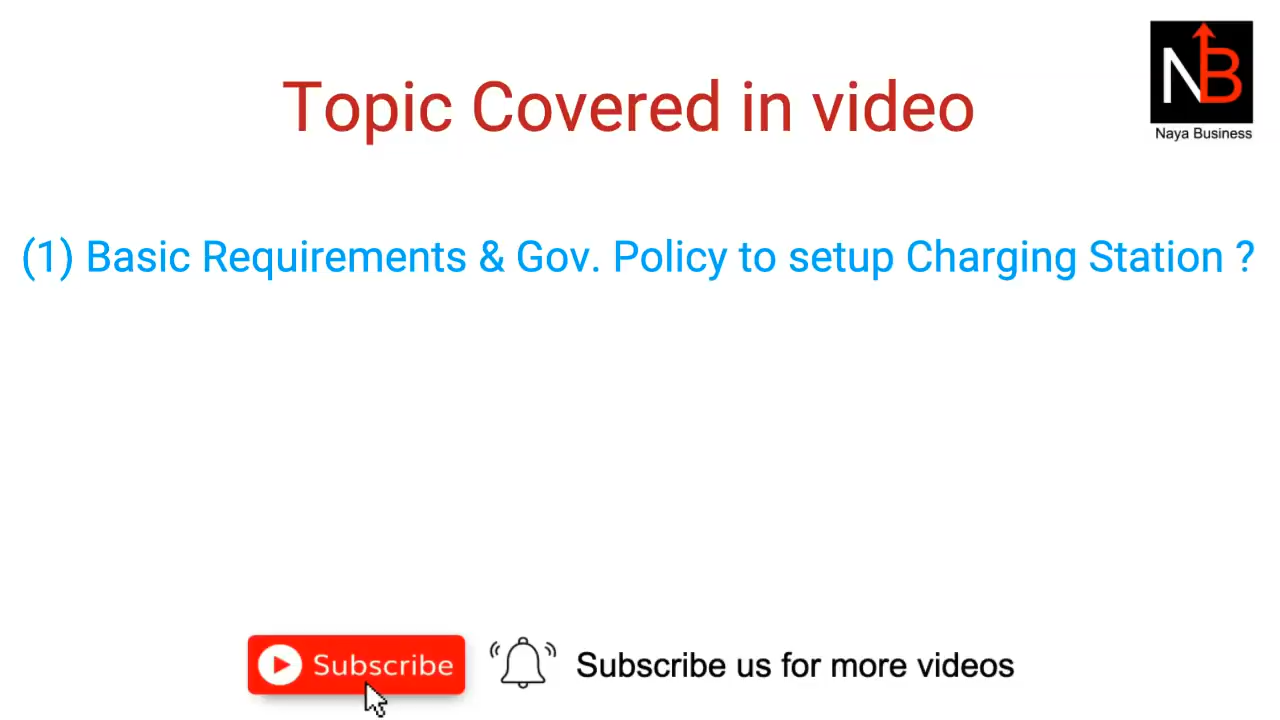 NB
Naya Business
Topic Covered in video
(1) Basic Requirements & Gov. Policy to setup Charging Station ?
Subscribe
Subscribe us for more videos